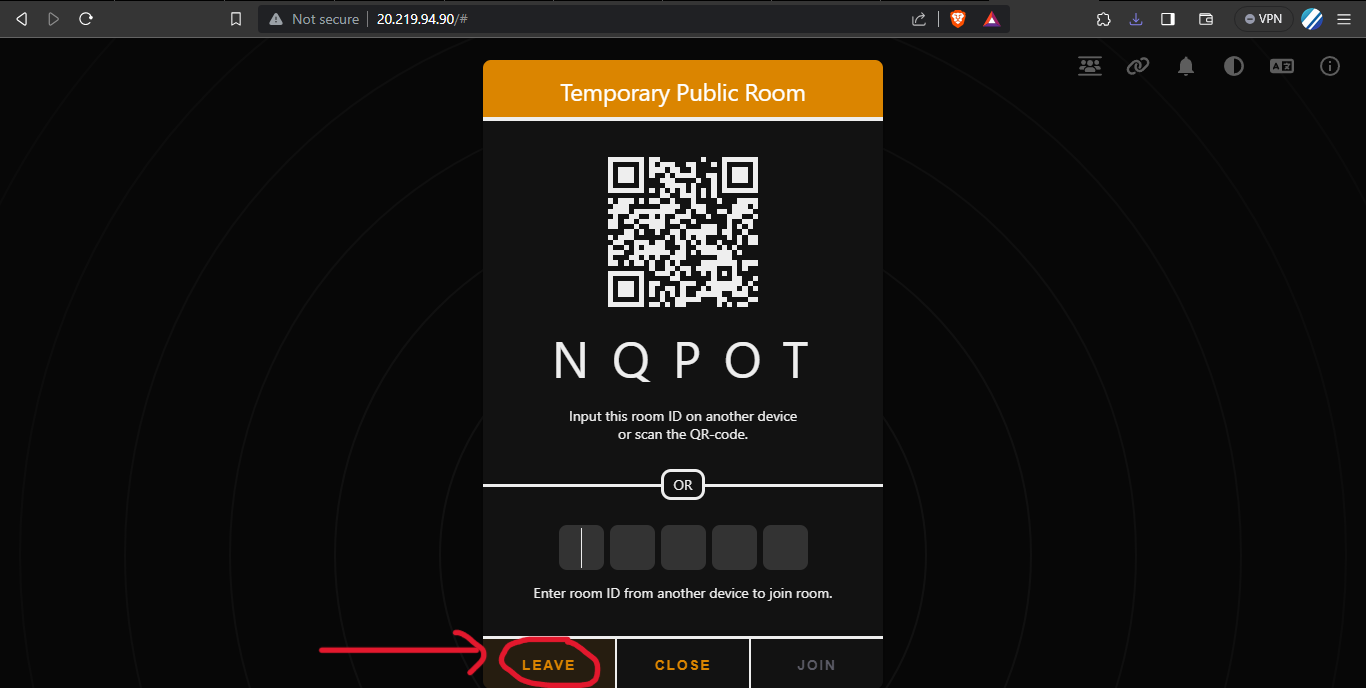 Not secure
20.219.94.90/#
VPN
A
Temporary Public Room
N Q P O T
Input this room ID on another device
or scan the QR-code.
OR
Enter room ID from another device to join room.
LEAVE
CLOSE
JOIN